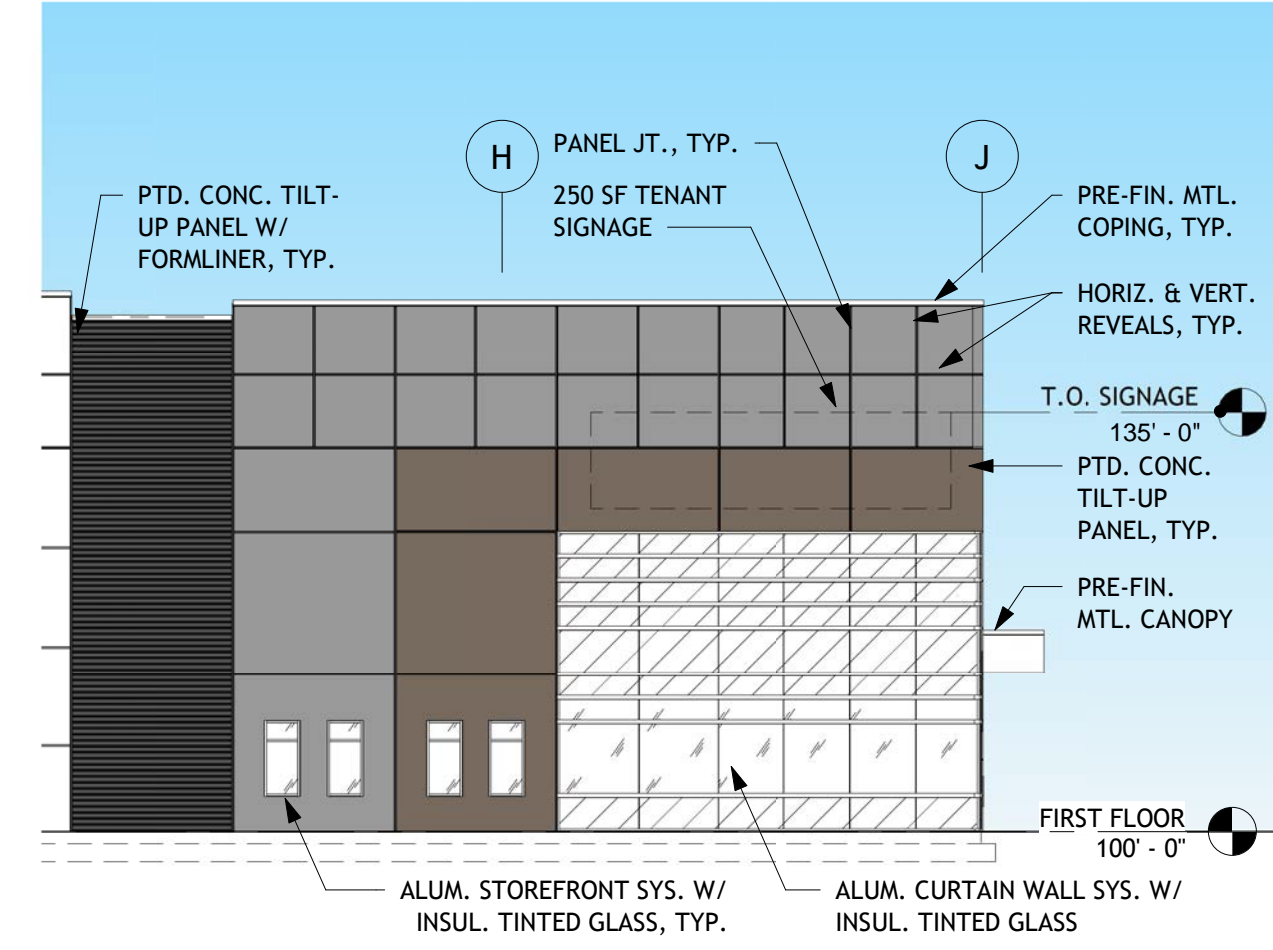 H
J
PANEL JT., TYP.
250 SF TENANT
SIGNAGE
PTD. CONC. TILT-
UP PANEL W/
FORMLINER, TYP.
PRE-FIN. MTL.
COPING, TYP.
HORIZ. & VERT.
REVEALS, TYP.
T.O. SIGNAGE
135' - 0"
PTD. CONC.
TILT-UP
PANEL, TYP.
PRE-FIN.
MTL. CANOPY
FIRST FLOOR
100' - 0"
ALUM. STOREFRONT SYS. W/
INSUL. TINTED GLASS, TYP.
ALUM. CURTAIN WALL SYS. W/
INSUL. TINTED GLASS